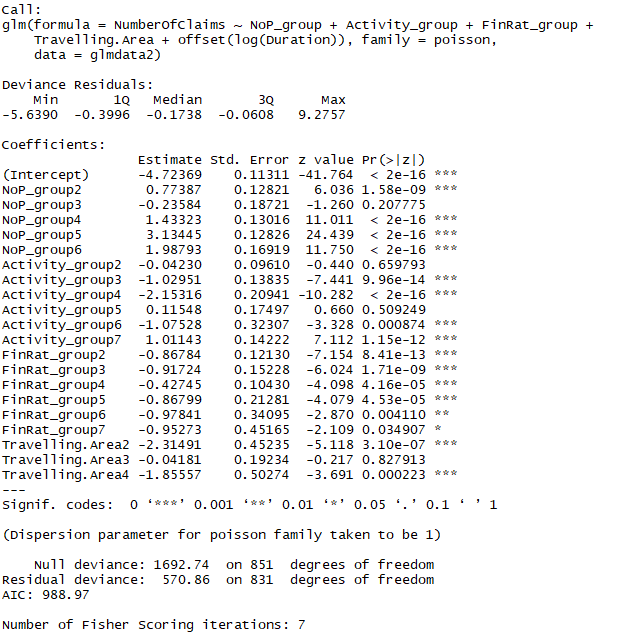 Call:
glm(formula = NumberOfClaims ~ NoP_group + Activity_group + FinRat_group +
    Travelling.Area + offset(log(Duration)), family = poisson,
    data = glmdata2)

Deviance Residuals:
    Min       1Q   Median       3Q      Max
-5.6390  -0.3996  -0.1738  -0.0608   9.2757

Coefficients:
                 Estimate Std. Error z value Pr(>|z|)
(Intercept)      -4.72369    0.11311 -41.764  < 2e-16 ***
NoP_group2        0.77387    0.12821   6.036 1.58e-09 ***
NoP_group3       -0.23584    0.18721  -1.260 0.207775
NoP_group4        1.43323    0.13016  11.011  < 2e-16 ***
NoP_group5        3.13445    0.12826  24.439  < 2e-16 ***
NoP_group6        1.98793    0.16919  11.750  < 2e-16 ***
Activity_group2  -0.04230    0.09610  -0.440 0.659793
Activity_group3  -1.02951    0.13835  -7.441 9.96e-14 ***
Activity_group4  -2.15316    0.20941 -10.282  < 2e-16 ***
Activity_group5   0.11548    0.17497   0.660 0.509249
Activity_group6  -1.07528    0.32307  -3.328 0.000874 ***
Activity_group7   1.01143    0.14222   7.112 1.15e-12 ***
FinRat_group2    -0.86784    0.12130  -7.154 8.41e-13 ***
FinRat_group3    -0.91724    0.15228  -6.024 1.71e-09 ***
FinRat_group4    -0.42745    0.10430  -4.098 4.16e-05 ***
FinRat_group5    -0.86799    0.21281  -4.079 4.53e-05 ***
FinRat_group6    -0.97841    0.34095  -2.870 0.004110 **
FinRat_group7    -0.95273    0.45165  -2.109 0.034907 *
Travelling.Area2 -2.31491    0.45235  -5.118 3.10e-07 ***
Travelling.Area3 -0.04181    0.19234  -0.217 0.827913
Travelling.Area4 -1.85557    0.50274  -3.691 0.000223 ***
---
Signif. codes:  0 ‘***’ 0.001 ‘**’ 0.01 ‘*’ 0.05 ‘.’ 0.1 ‘ ’ 1

(Dispersion parameter for poisson family taken to be 1)

    Null deviance: 1692.74  on 851  degrees of freedom
Residual deviance:  570.86  on 831  degrees of freedom
AIC: 988.97

Number of Fisher Scoring iterations: 7